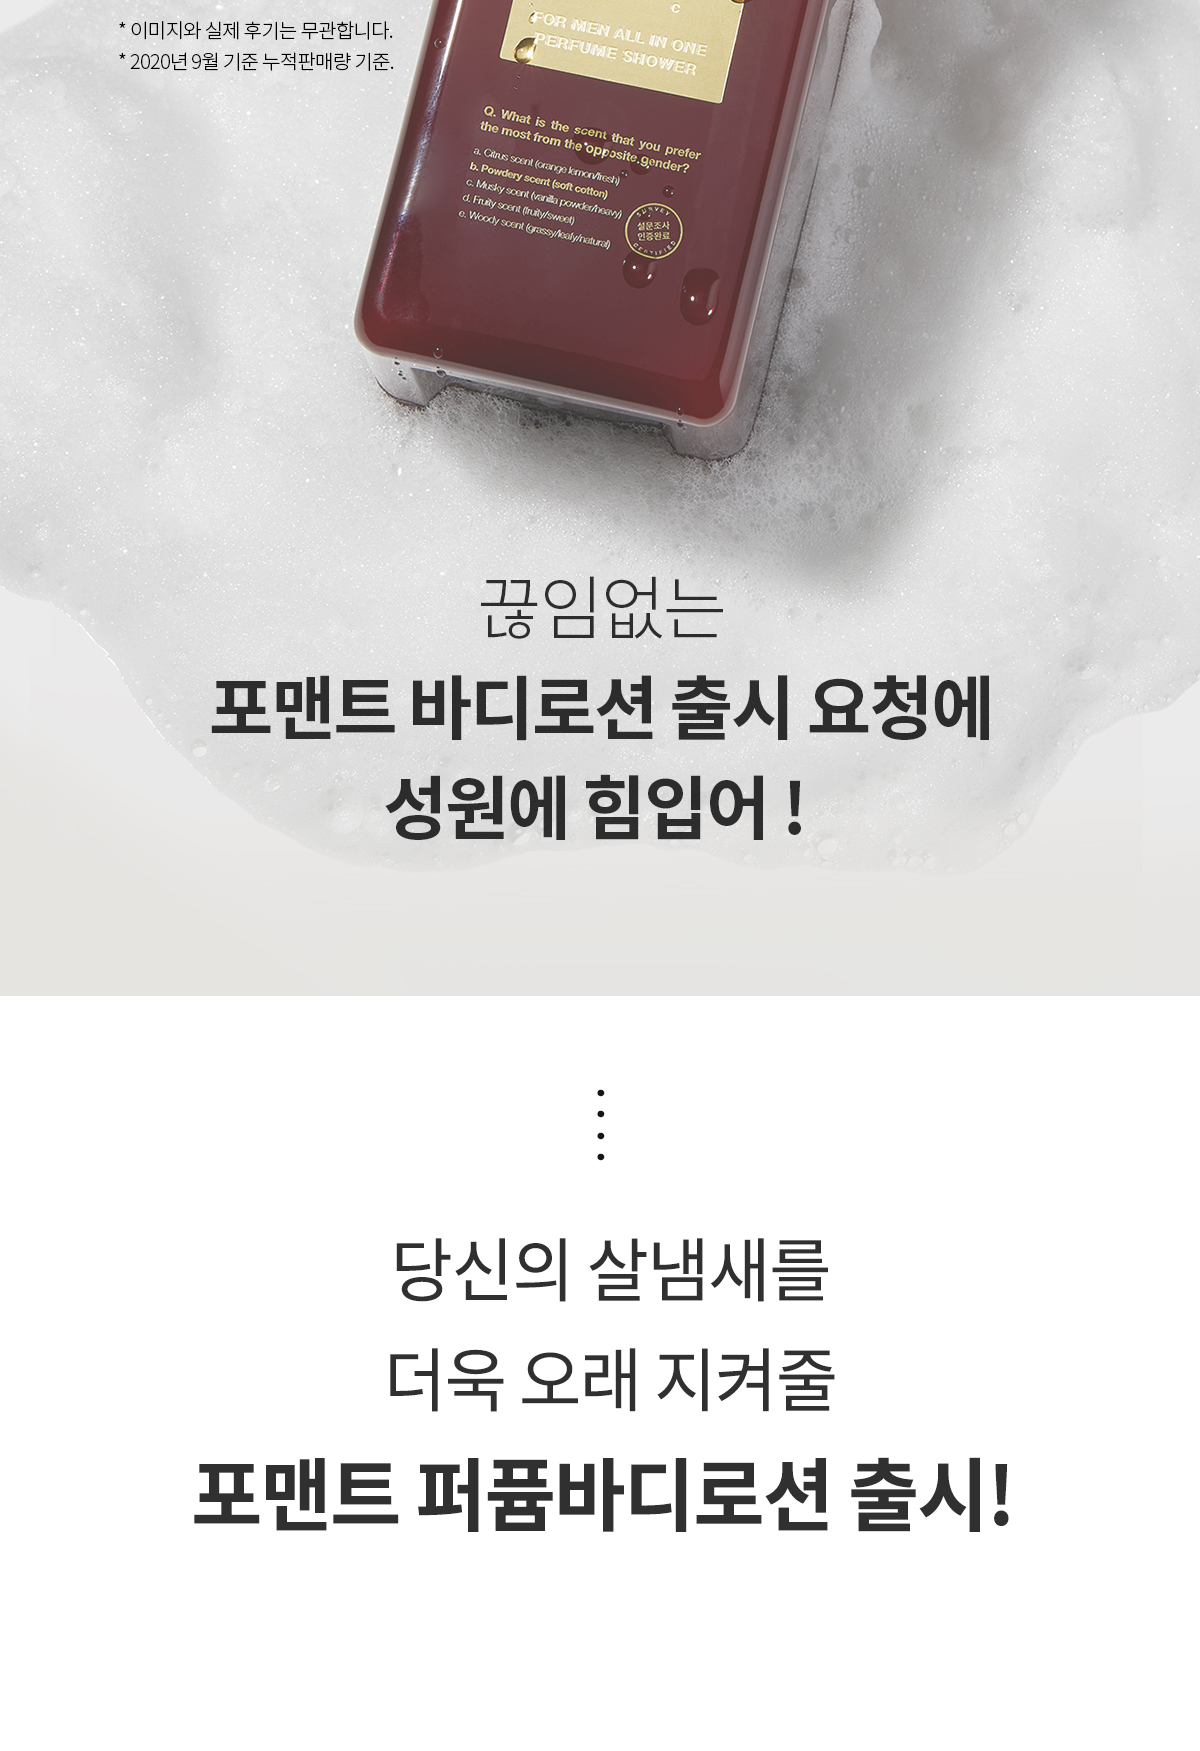 * 이미지와 실제 후기는 무관합니다.
* 2020년 9월 기준 누적판매량 기준.
C
FOR MEN ALL IN ONE
PERFUME SHOWER
Q. What is the scent that you prefer
the most from the opposite gender?
a. Citrus scent (orange lemon/fresh)
b. Powdery scent (soft cotton)
c. Musky scent (vanilla powder/heavy)
d. Fruity scent (fruity/sweet)
e. Woody scent (grassy/leafy/natural)
SURVEY
설문조사
인증완료
CERTIFIED
끊임없는
포맨트 바디로션 출시 요청에
성원에 힘입어 !
당신의 살냄새를
더욱 오래 지켜줄
포맨트 퍼퓸바디로션 출시!